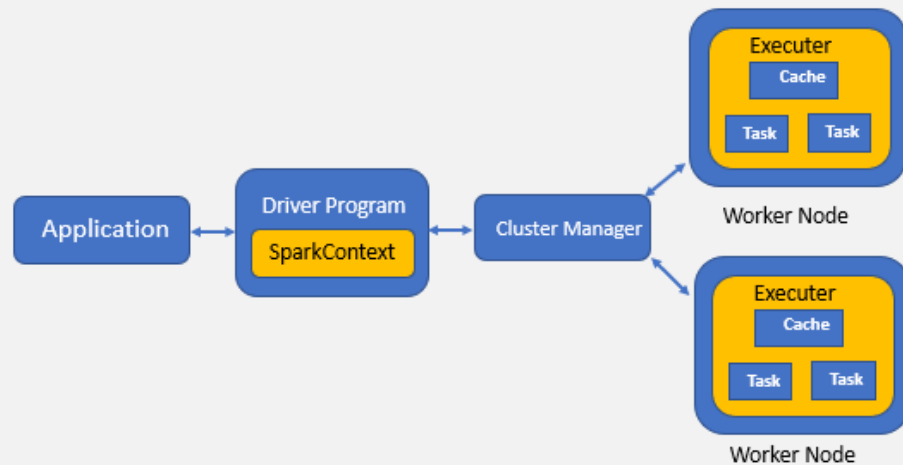 Application
Driver Program
SparkContext
Cluster Manager
Executer
Cache
Task
Task
Worker Node
Executer
Cache
Task
Task
Worker Node